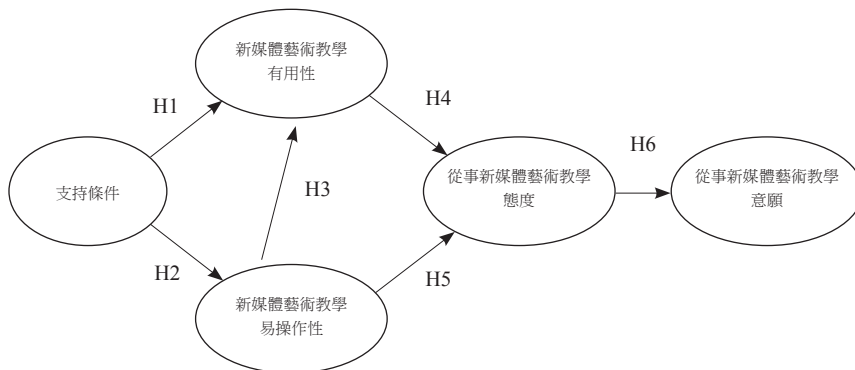 新媒體藝術教學
有用性
H1
H4
H6
支持條件
H3
從事新媒體藝術教學
態度
從事新媒體藝術教學
意願
H2
H5
新媒體藝術教學
易操作性